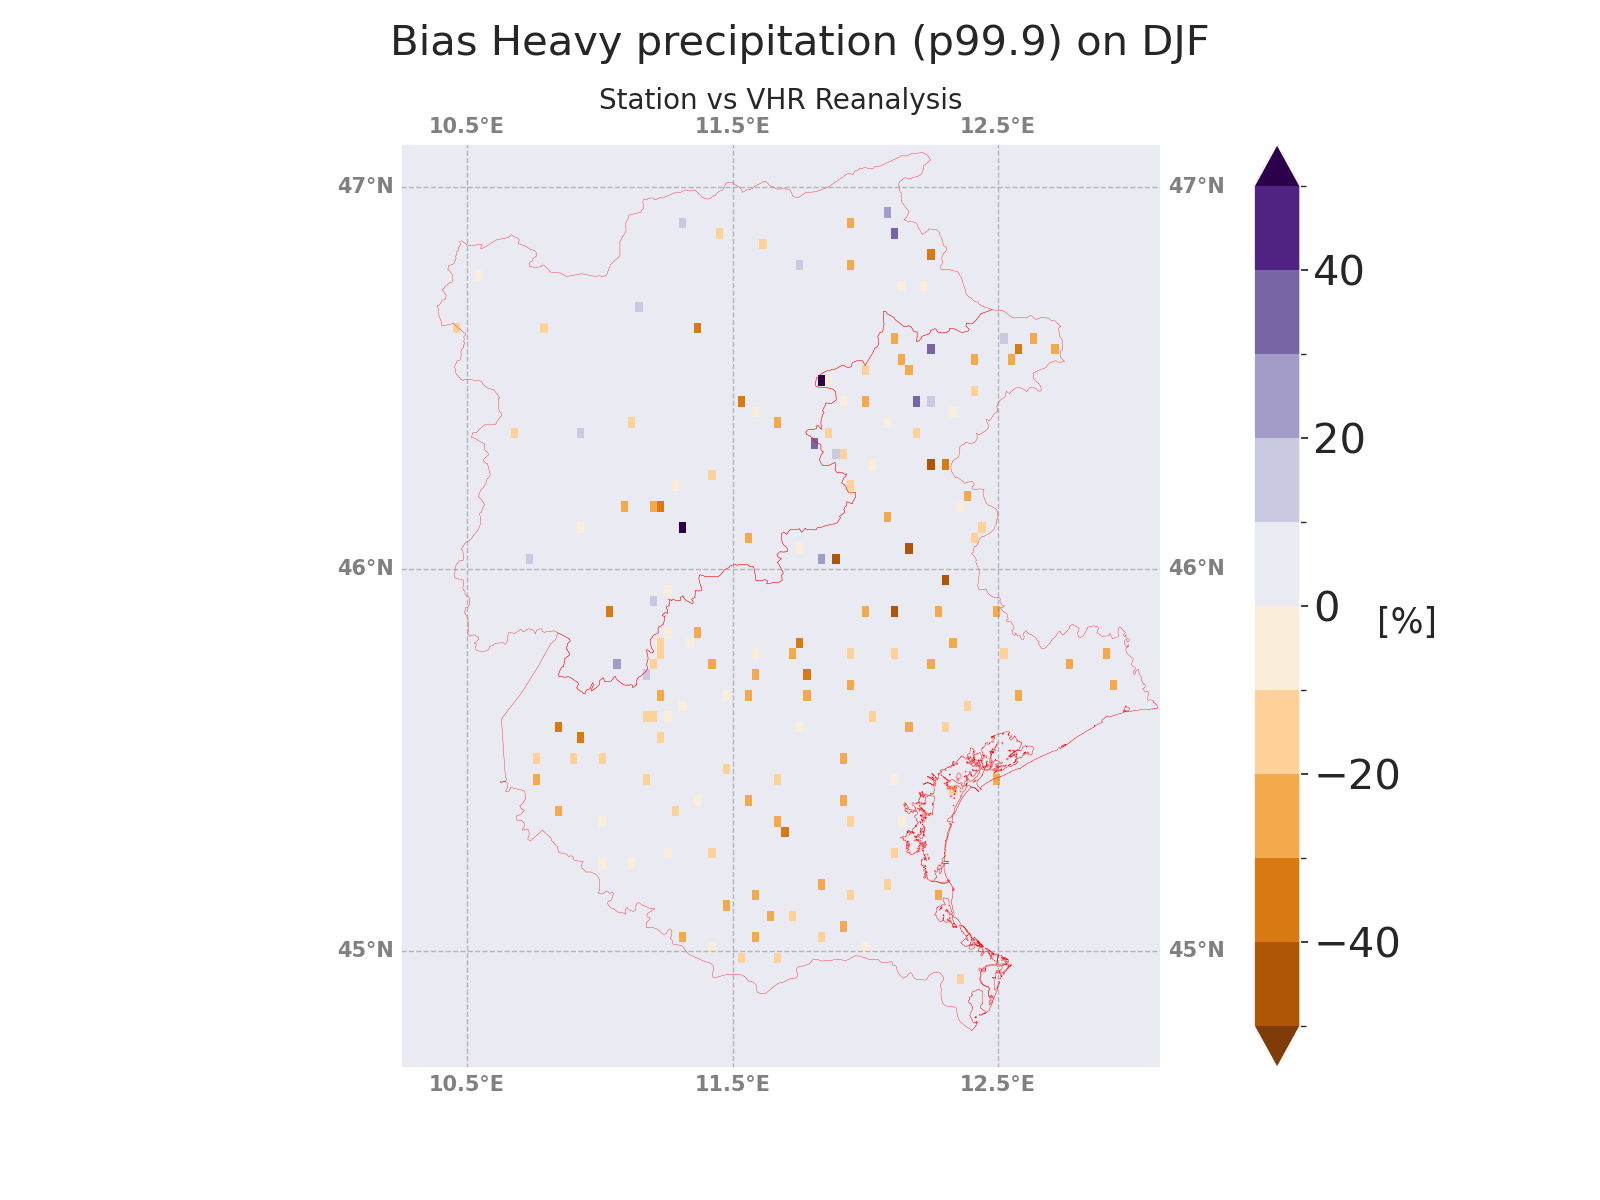 Bias Heavy precipitation (p99.9) on DJF
Station vs VHR Reanalysis
10.5°E 11.5°E 12.5°E
47°N 47°N
40
20
46°N 46°N
0 [%]
−20
45°N 45°N
−40
10.5°E 11.5°E 12.5°E